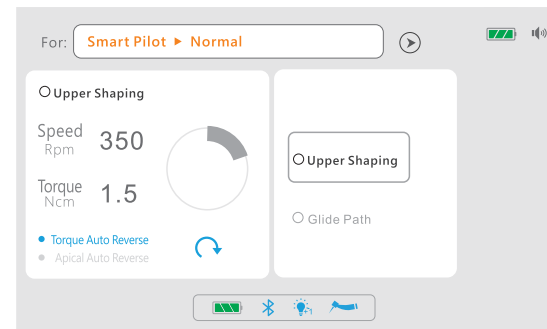 For: Smart Pilot ► Normal
Upper Shaping
Speed 350
Rpm
Torque 1.5
Ncm
Torque Auto Reverse
Apical Auto Reverse
Upper Shaping
Glide Path